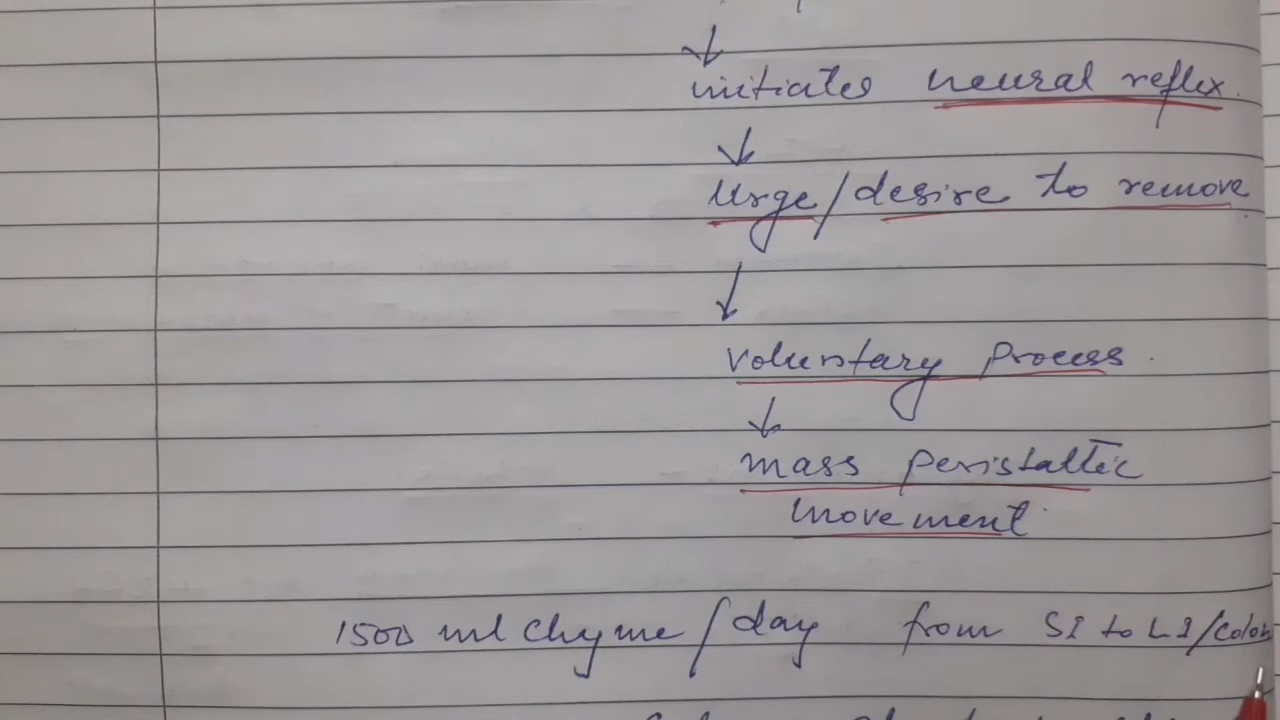 ↓
initiates neural reflex.
↓
Urge/desire to remove.
↓
voluntary process.
↓
mass peristaltic
movement.
1500 ml chyme/day from SI to LI/colon